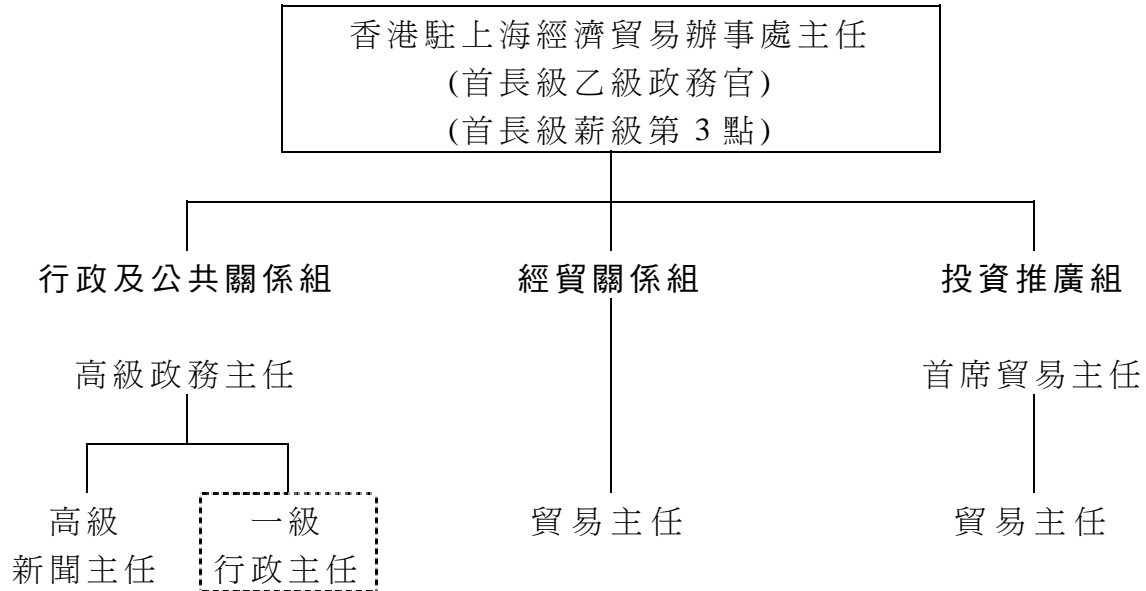 香港駐上海經濟貿易辦事處主任
(首長級乙級政務官)
(首長級薪級第 3 點)
行政及公共關係組
經貿關係組
投資推廣組
高級政務主任
首席貿易主任
高級
新聞主任
一級
行政主任
貿易主任
貿易主任